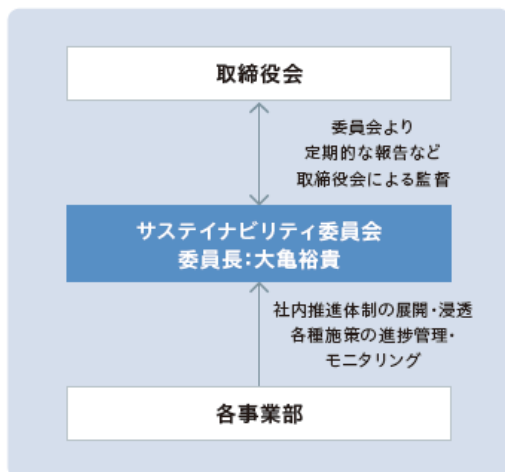 取締役会
委員会より
定期的な報告など
取締役会による監督
サステイナビリティ委員会
委員長：大亀裕貴
社内推進体制の展開・浸透
各種施策の進捗管理・
モニタリング
各事業部